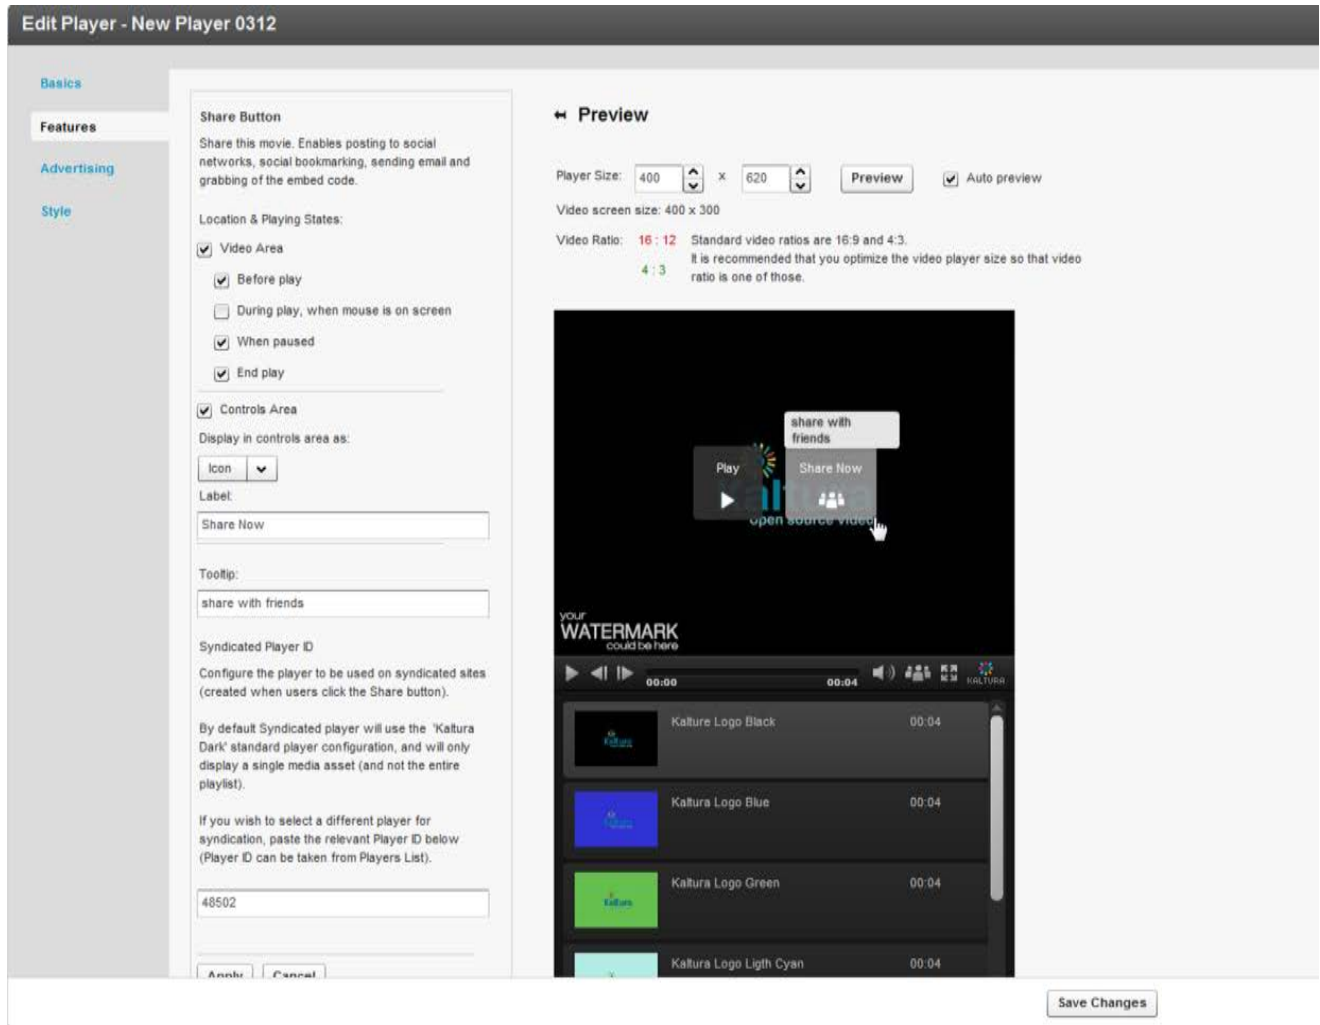 Edit Player - New Player 0312
Basics
Features
Advertising
Style
Share Button
Share this movie. Enables posting to social
networks, social bookmarking, sending email and
grabbing of the embed code.
Location & Playing States:
Video Area
Before play
During play, when mouse is on screen
When paused
End play
Controls Area
Display in controls area as:
Icon
Label:
Share Now
Tooltip:
share with friends
Syndicated Player ID
Configure the player to be used on syndicated sites
(created when users click the Share button).
By default Syndicated player will use the 'Kaltura
Dark' standard player configuration, and will only
display a single media asset (and not the entire
playlist).
If you wish to select a different player for
syndication, paste the relevant Player ID below
(Player ID can be taken from Players List).
48502
Apply Cancel
Preview
Player Size: 400 x 620 Preview Auto preview
Video screen size: 400 x 300
Video Ratio: 16 : 12 Standard video ratios are 16:9 and 4:3.
It is recommended that you optimize the video player size so that video
4 : 3 ratio is one of those.
share with
friends
Play Share Now
Kaltura
open source video
your
WATERMARK
could be here
00:00 00:04 KALTURA
Kalture Logo Black 00:04
Kaltura Logo Blue 00:04
Kaltura Logo Green 00:04
Kaltura Logo Ligth Cyan 00:04
Save Changes